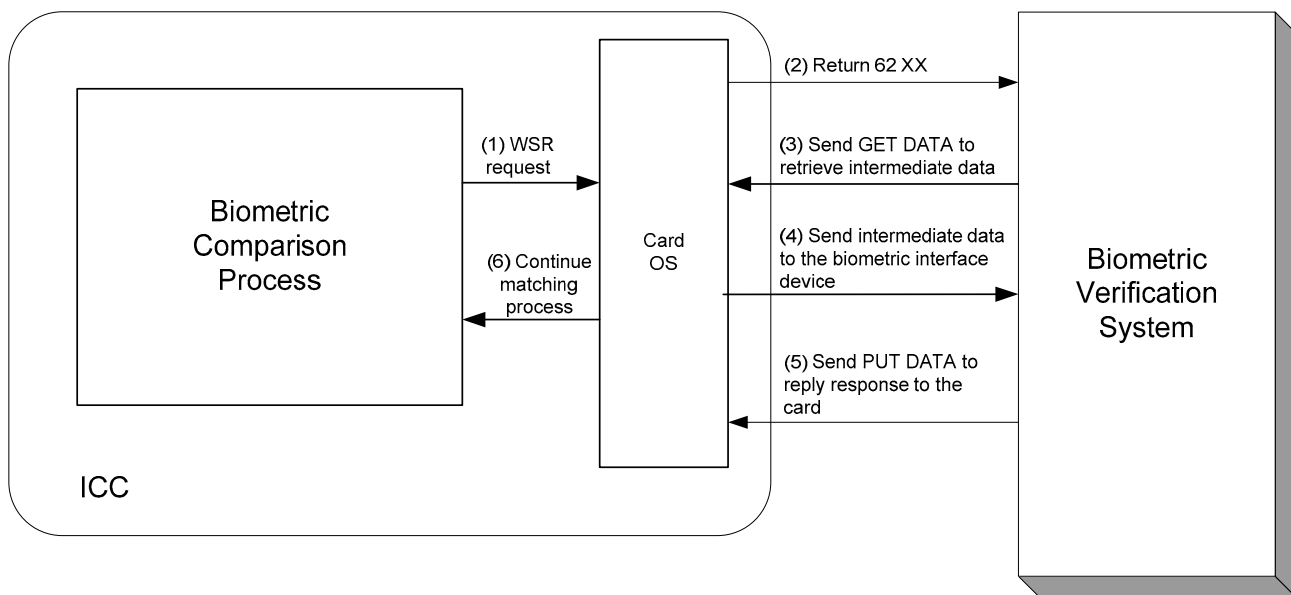 Biometric
Comparison
Process
(1) WSR
request
(6) Continue
matching
process
Card
OS
(2) Return 62 XX
(3) Send GET DATA to
retrieve intermediate data
(4) Send intermediate data
to the biometric interface
device
(5) Send PUT DATA to
reply response to the
card
Biometric
Verification
System
ICC